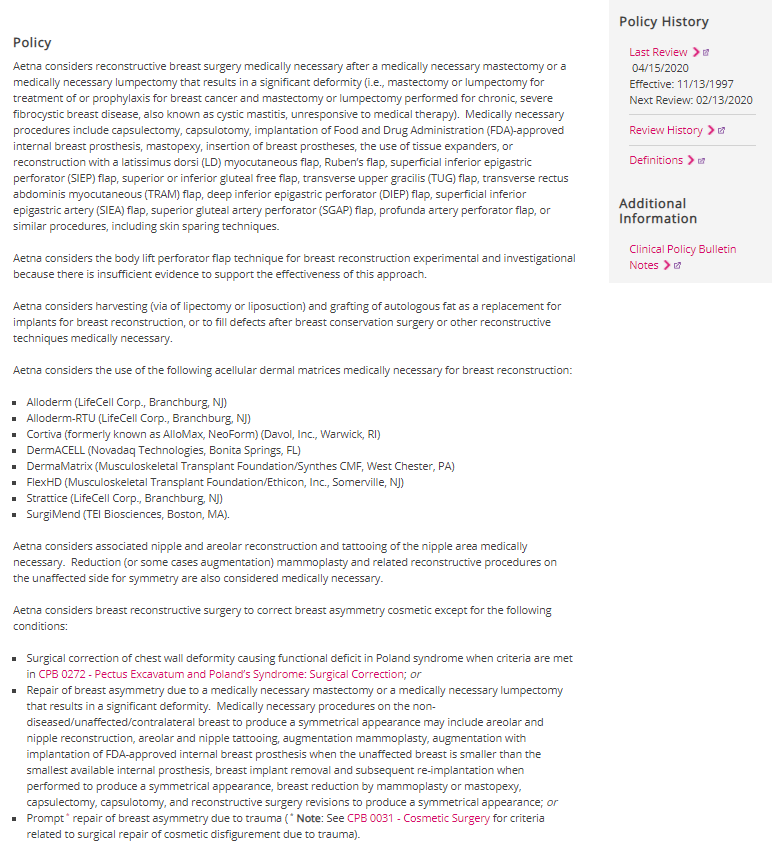 Policy
Aetna considers reconstructive breast surgery medically necessary after a medically necessary mastectomy or a
medically necessary lumpectomy that results in a significant deformity (i.e., mastectomy or lumpectomy for
treatment of or prophylaxis for breast cancer and mastectomy or lumpectomy performed for chronic, severe
fibrocystic breast disease, also known as cystic mastitis, unresponsive to medical therapy).  Medically necessary
procedures include capsulectomy, capsulotomy, implantation of Food and Drug Administration (FDA)-approved
internal breast prosthesis, mastopexy, insertion of breast prostheses, the use of tissue expanders, or
reconstruction with a latissimus dorsi (LD) myocutaneous flap, Ruben's flap, superficial inferior epigastric
perforator (SIEP) flap, superior or inferior gluteal free flap, transverse upper gracilis (TUG) flap, transverse rectus
abdominis myocutaneous (TRAM) flap, deep inferior epigastric perforator (DIEP) flap, superficial inferior
epigastric artery (SIEA) flap, superior gluteal artery perforator (SGAP) flap, profunda artery perforator flap, or
similar procedures, including skin sparing techniques.
Aetna considers the body lift perforator flap technique for breast reconstruction experimental and investigational
because there is insufficient evidence to support the effectiveness of this approach.
Aetna considers harvesting (via of lipectomy or liposuction) and grafting of autologous fat as a replacement for
implants for breast reconstruction, or to fill defects after breast conservation surgery or other reconstructive
techniques medically necessary.
Aetna considers the use of the following acellular dermal matrices medically necessary for breast reconstruction:
▪ Alloderm (LifeCell Corp., Branchburg, NJ)
▪ Alloderm-RTU (LifeCell Corp., Branchburg, NJ)
▪ Cortiva (formerly known as AlloMax, NeoForm) (Davol, Inc., Warwick, RI)
▪ DermACELL (Novadaq Technologies, Bonita Springs, FL)
▪ DermaMatrix (Musculoskeletal Transplant Foundation/Synthes CMF, West Chester, PA)
▪ FlexHD (Musculoskeletal Transplant Foundation/Ethicon, Inc., Somerville, NJ)
▪ Strattice (LifeCell Corp., Branchburg, NJ)
▪ SurgiMend (TEI Biosciences, Boston, MA).
Aetna considers associated nipple and areolar reconstruction and tattooing of the nipple area medically
necessary.  Reduction (or some cases augmentation) mammoplasty and related reconstructive procedures on
the unaffected side for symmetry are also considered medically necessary.
Aetna considers breast reconstructive surgery to correct breast asymmetry cosmetic except for the following
conditions:
▪ Surgical correction of chest wall deformity causing functional deficit in Poland syndrome when criteria are met
in CPB 0272 - Pectus Excavatum and Poland's Syndrome: Surgical Correction; or
▪ Repair of breast asymmetry due to a medically necessary mastectomy or a medically necessary lumpectomy
that results in a significant deformity.  Medically necessary procedures on the non-
diseased/unaffected/contralateral breast to produce a symmetrical appearance may include areolar and
nipple reconstruction, areolar and nipple tattooing, augmentation mammoplasty, augmentation with
implantation of FDA-approved internal breast prosthesis when the unaffected breast is smaller than the
smallest available internal prosthesis, breast implant removal and subsequent re-implantation when
performed to produce a symmetrical appearance, breast reduction by mammoplasty or mastopexy,
capsulectomy, capsulotomy, and reconstructive surgery revisions to produce a symmetrical appearance; or
▪ Prompt* repair of breast asymmetry due to trauma (* Note: See CPB 0031 - Cosmetic Surgery for criteria
related to surgical repair of cosmetic disfigurement due to trauma).
Policy History
Last Review
04/15/2020
Effective: 11/13/1997
Next Review: 02/13/2020
Review History
Definitions
Additional
Information
Clinical Policy Bulletin
Notes